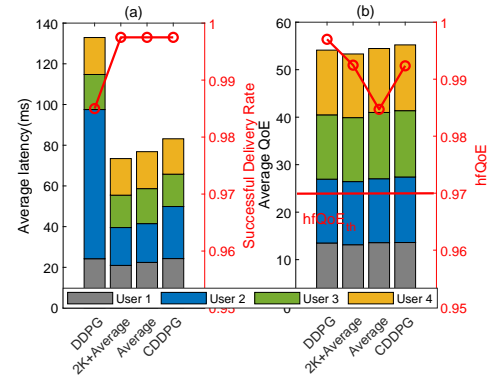 (a)
(b)
140
120
100
80
60
40
20
0
Average latency(ms)
1
0.99
0.98
0.97
0.96
0.95
Successful Delivery Rate
DDPG
2K+Average
Average
CDDPG
60
50
40
30
20
10
0
Average QoE
hfQoE th
1
0.99
0.98
0.97
0.96
0.95
hfQoE
DDPG
2K+Average
Average
CDDPG
User 1
User 2
User 3
User 4